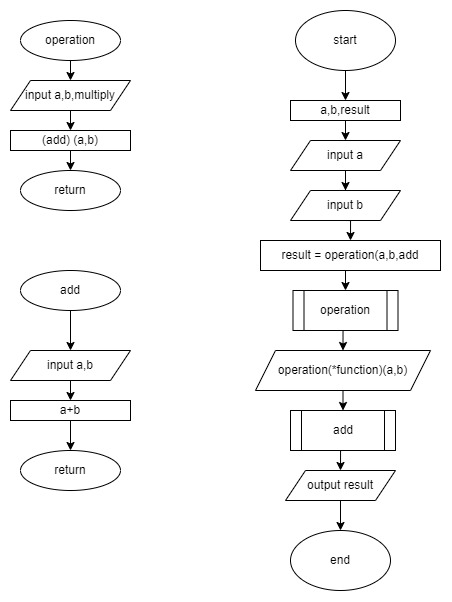 operation
input a,b,multiply
(add) (a,b)
return
add
input a,b
a+b
return
start
a,b,result
input a
input b
result = operation(a,b,add
operation
operation(*function)(a,b)
add
output result
end